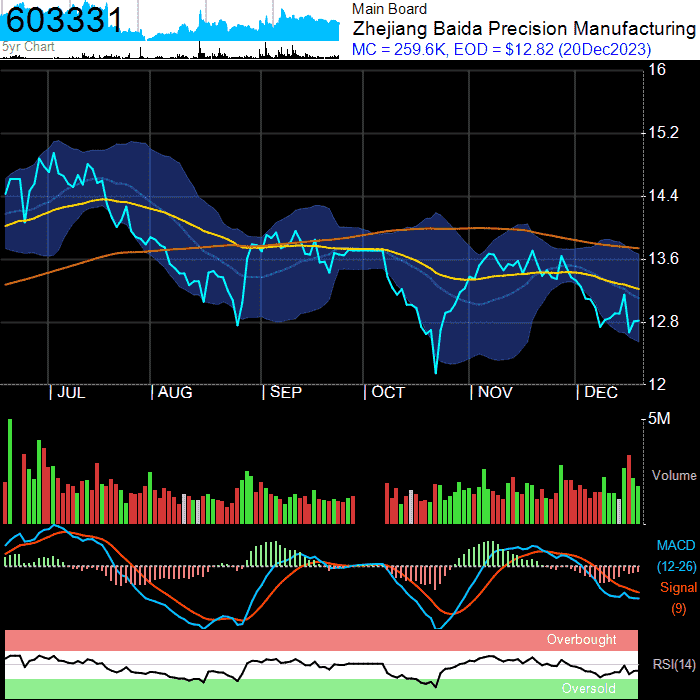 603331
5yr Chart
Main Board
Zhejiang Baida Precision Manufacturing
MC = 259.6K, EOD = $12.82 (20Dec2023)
16
15.2
14.4
13.6
12.8
12
| JUL | AUG | SEP | OCT | NOV | DEC
5M
Volume
MACD
(12-26)
Signal
(9)
Overbought
RSI(14)
Oversold